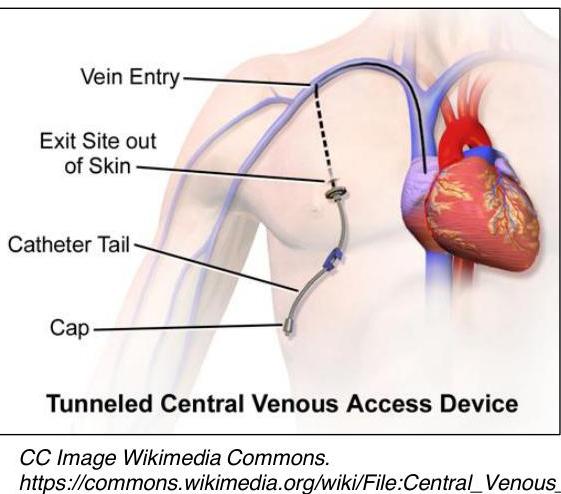 Vein Entry
Exit Site out
of Skin
Catheter Tail
Cap
Tunneled Central Venous Access Device
CC Image Wikimedia Commons.
https://commons.wikimedia.org/wiki/File:Central_Venous_